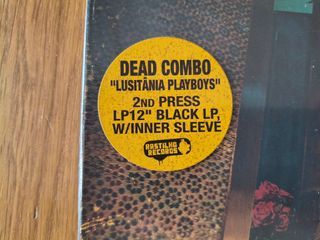 DEAD COMBO
"LUSITÂNIA PLAYBOYS"
2ND PRESS
LP12" BLACK LP,
W/INNER SLEEVE
RASTILHO
RECORDS